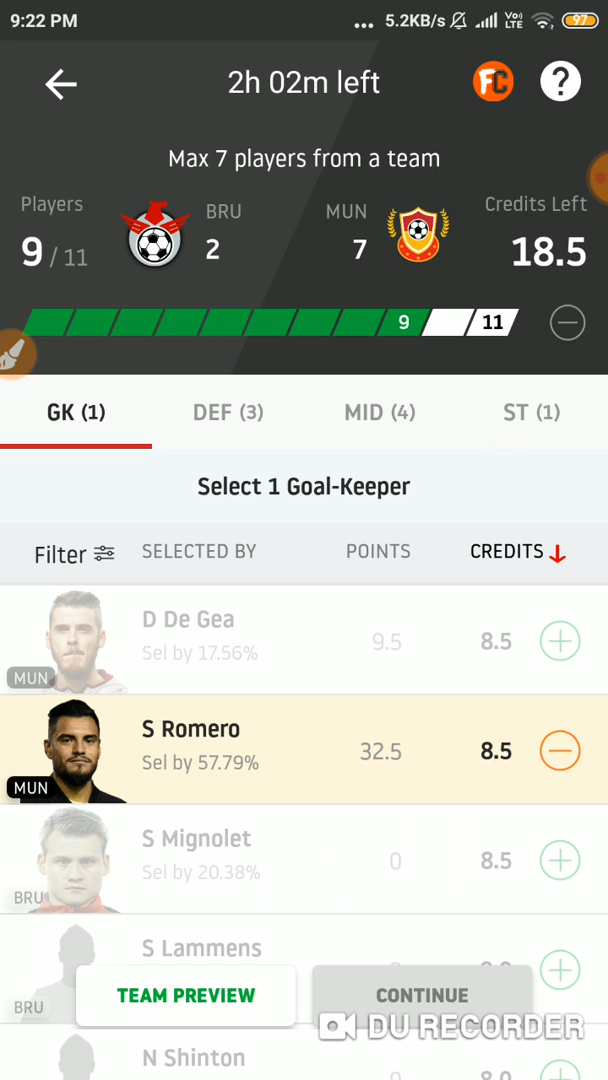 9:22 PM
... 5.2KB/s Vo) LTE 97
2h 02m left
FC ?
Max 7 players from a team
Players BRU MUN Credits Left
9 / 11 2 7 18.5
9 11
GK (1) DEF (3) MID (4) ST (1)
Select 1 Goal-Keeper
Filter SELECTED BY POINTS CREDITS
D De Gea
Sel by 17.56% 9.5 8.5
MUN
S Romero
Sel by 57.79% 32.5 8.5
MUN
S Mignolet
Sel by 20.38% 0 8.5
BRU
S Lammens
BRU
TEAM PREVIEW CONTINUE
DU RECORDER
N Shinton
0 8.0